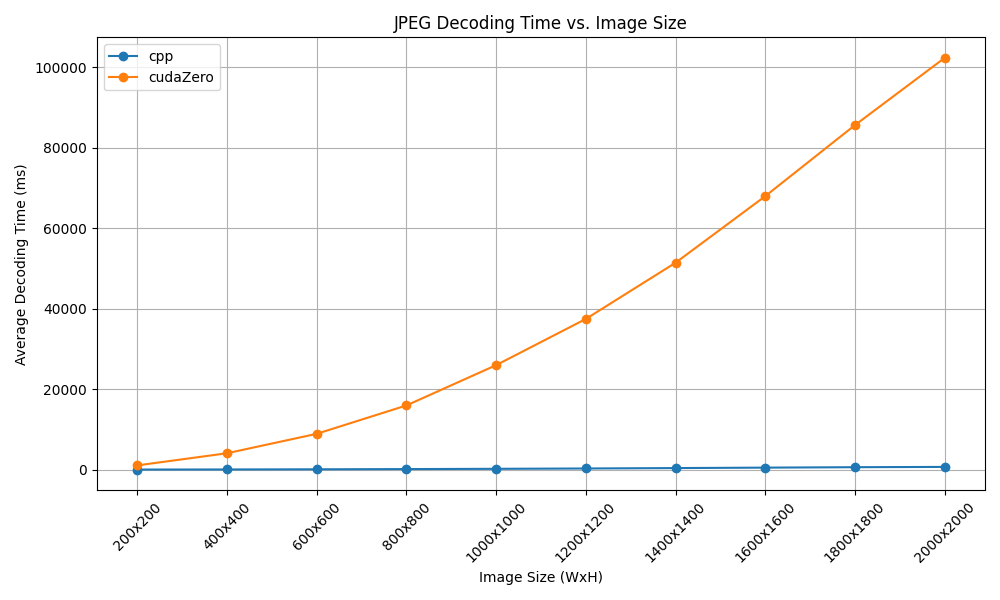 JPEG Decoding Time vs. Image Size
cpp
cudaZero
Average Decoding Time (ms)
100000
80000
60000
40000
20000
0
200x200
400x400
600x600
800x800
1000x1000
1200x1200
1400x1400
1600x1600
1800x1800
2000x2000
Image Size (WxH)